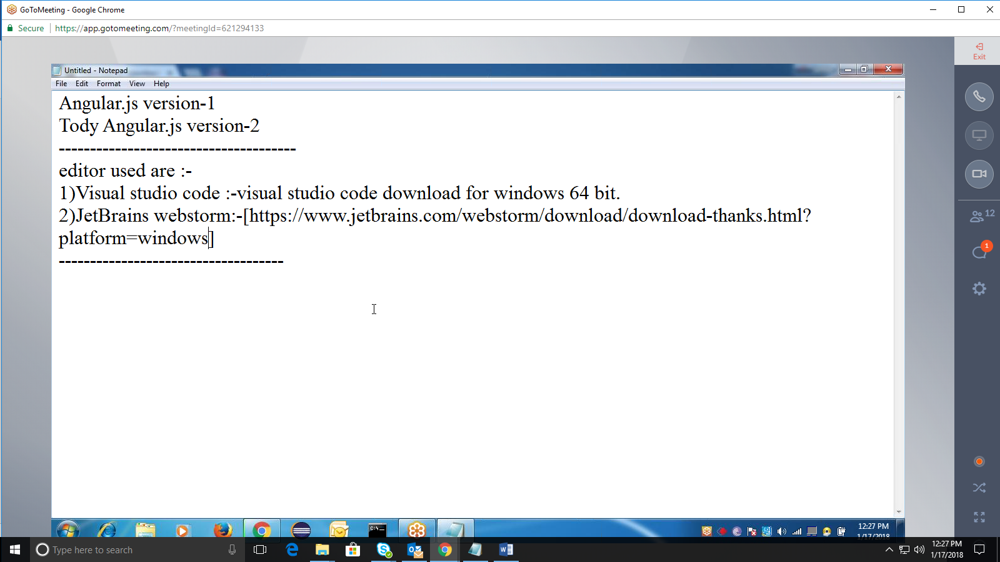 GoToMeeting - Google Chrome
Secure https://app.gotomeeting.com/?meetingId=621294133
Exit
Untitled - Notepad
File Edit Format View Help
Angular.js version-1
Tody Angular.js version-2
--------------------------------------
editor used are :-
1)Visual studio code :-visual studio code download for windows 64 bit.
2)JetBrains webstorm:-[https://www.jetbrains.com/webstorm/download/download-thanks.html?
platform=windows]
------------------------------------
12
1
12:27 PM
1/17/2018
Type here to search
12:27 PM
1/17/2018